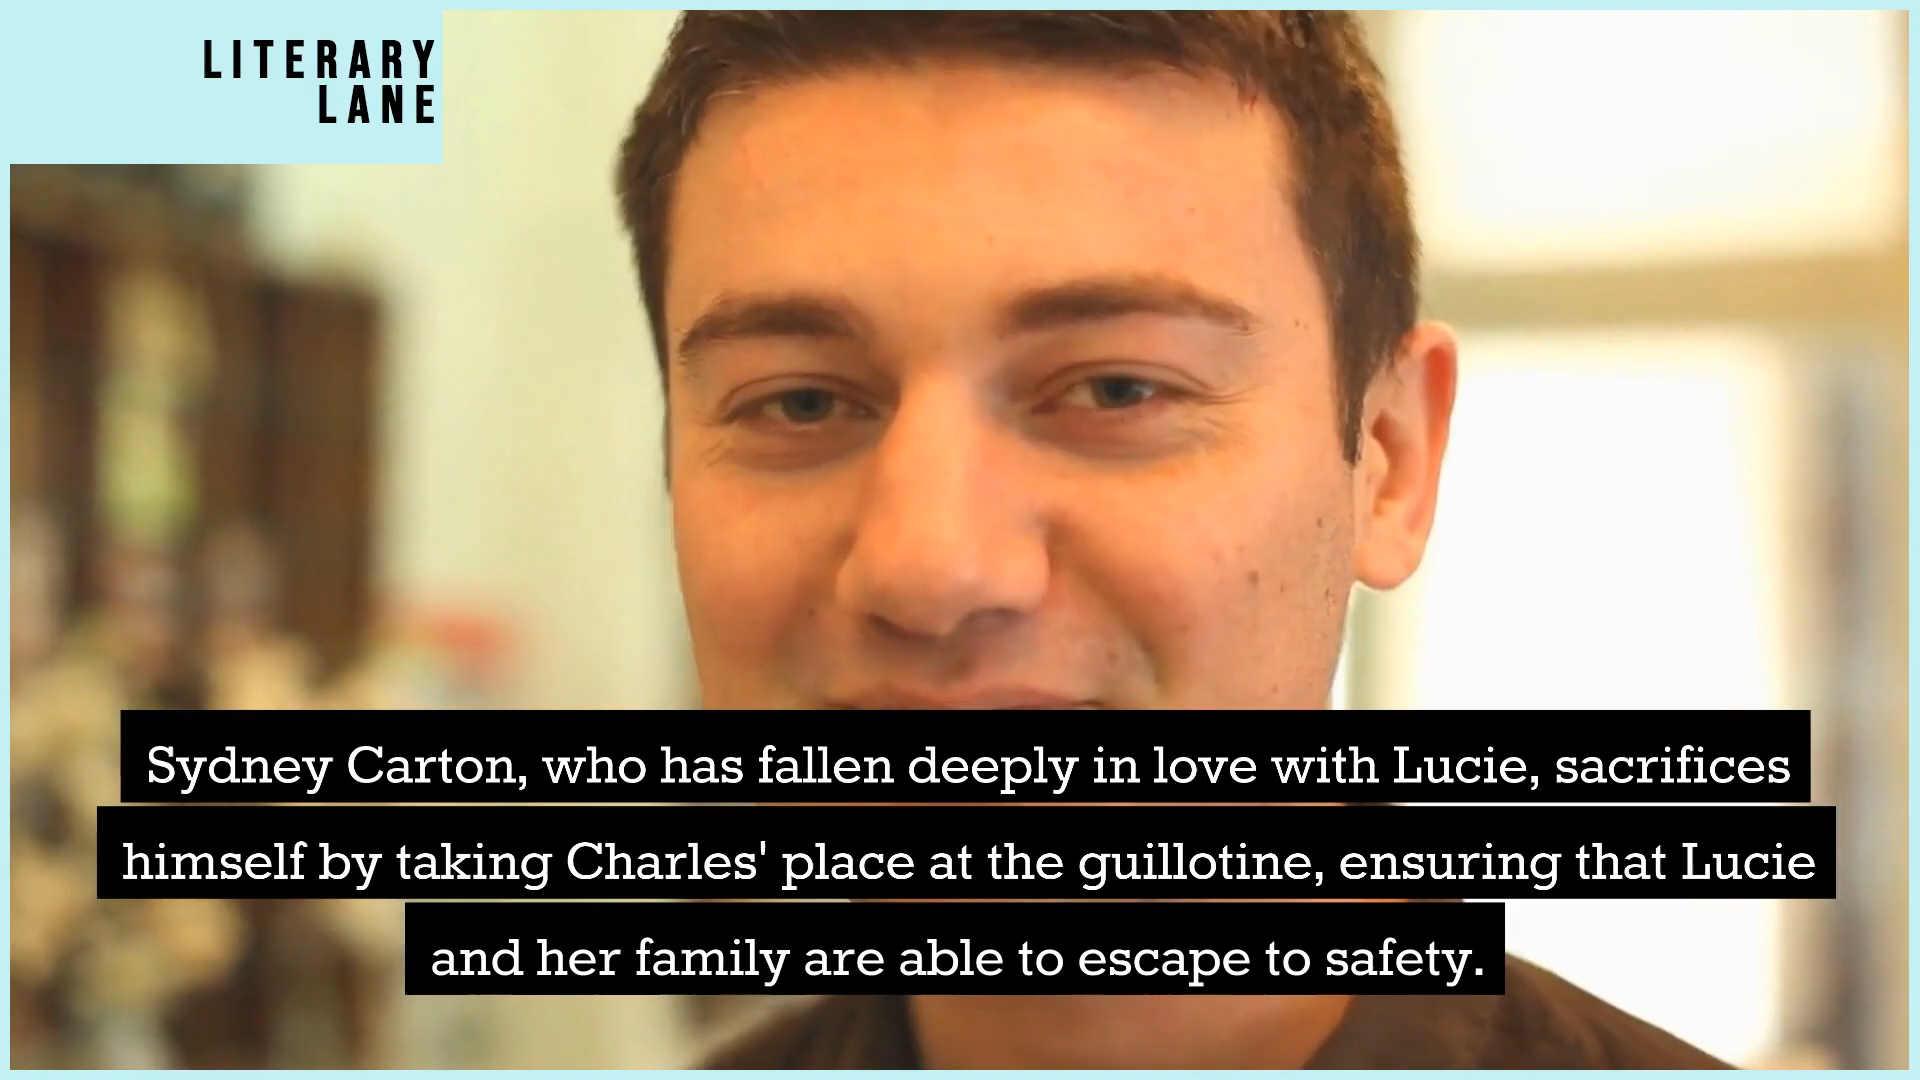 LITERARY
LANE
Sydney Carton, who has fallen deeply in love with Lucie, sacrifices
himself by taking Charles' place at the guillotine, ensuring that Lucie
and her family are able to escape to safety.